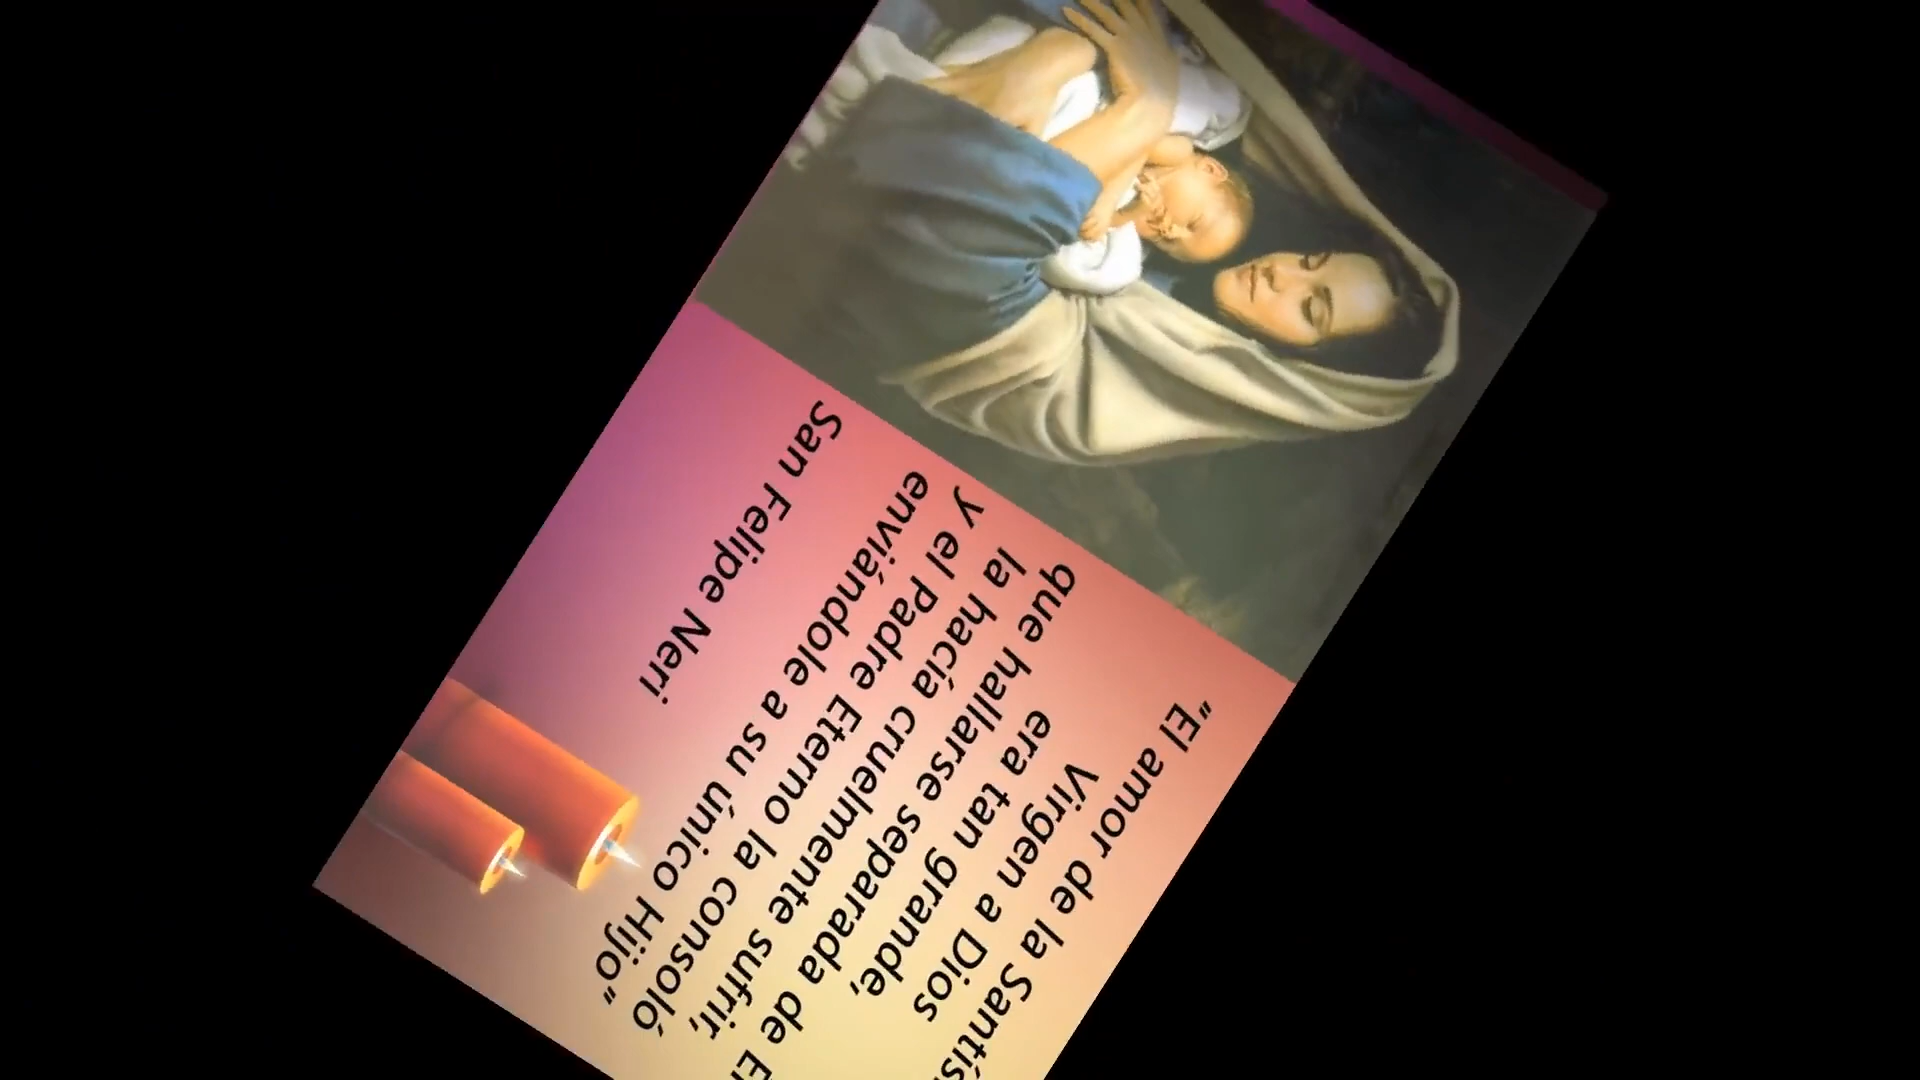 "El amor de la Santís
Virgen a Dios
era tan grande,
que hallarse separada de El
la hacía cruelmente sufrir,
y el Padre Eterno la consoló
enviándole a su único Hijo"
San Felipe Neri